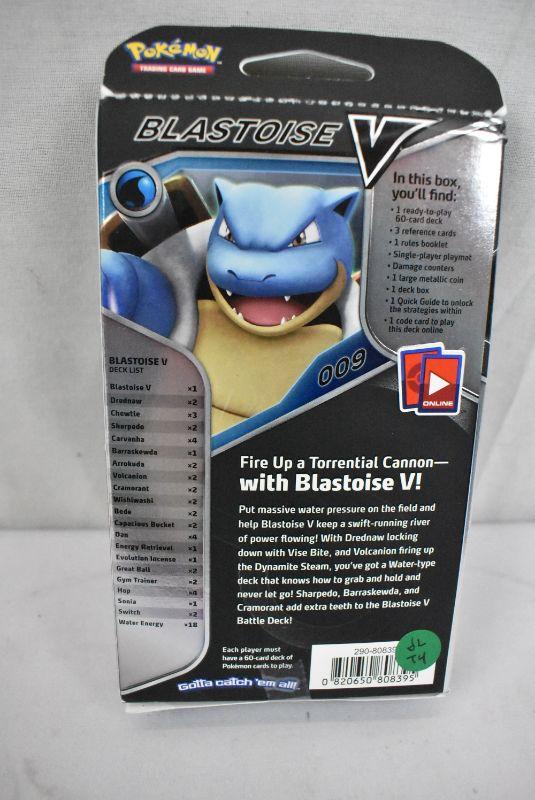 POKéMON
TRADING CARD GAME
BLASTOISE V
In this box,
you'll find:
• 1 ready-to-play
60-card deck
• 3 reference cards
• 1 rules booklet
• Single-player playmat
• Damage counters
• 1 large metallic coin
• 1 deck box
• 1 Quick Guide to unlock
the strategies within
• 1 code card to play
this deck online
009
ONLINE
BLASTOISE V
DECK LIST
Blastoise V ×1
Drednaw ×2
Chewtle ×3
Sharpedo ×2
Carvanha ×4
Barraskewda ×1
Arrokuda ×2
Volcanion ×2
Cramorant ×2
Wishiwashi ×2
Bede ×2
Capacious Bucket ×2
Dan ×4
Energy Retrieval ×1
Evolution Incense ×1
Great Ball ×2
Gym Trainer ×2
Hop ×4
Sonia ×1
Switch ×2
Water Energy ×18
Fire Up a Torrential Cannon—
with Blastoise V!
Put massive water pressure on the field and
help Blastoise V keep a swift-running river
of power flowing! With Drednaw locking
down with Vise Bite, and Volcanion firing up
the Dynamite Steam, you've got a Water-type
deck that knows how to grab and hold and
never let go! Sharpedo, Barraskewda, and
Cramorant add extra teeth to the Blastoise V
Battle Deck!
Each player must
have a 60-card deck of
Pokémon cards to play.
Gotta catch 'em all!
290-80839
0 820650 808395
T4